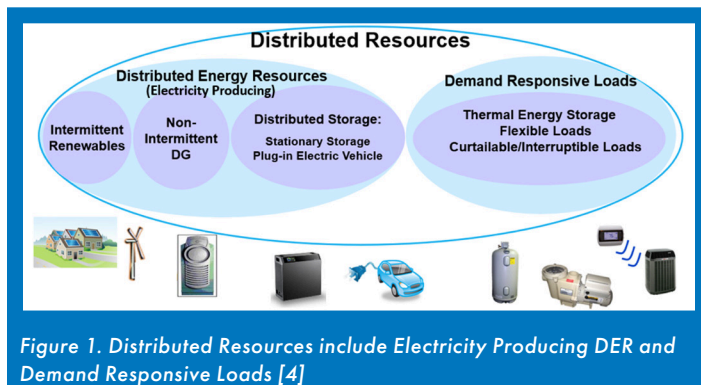 Distributed Resources
Distributed Energy Resources
(Electricity Producing)
Intermittent
Renewables
Non-
Intermittent
DG
Distributed Storage:
Stationary Storage
Plug-in Electric Vehicle
Demand Responsive Loads
Thermal Energy Storage
Flexible Loads
Curtailable/Interruptible Loads
Figure 1. Distributed Resources include Electricity Producing DER and
Demand Responsive Loads [4]